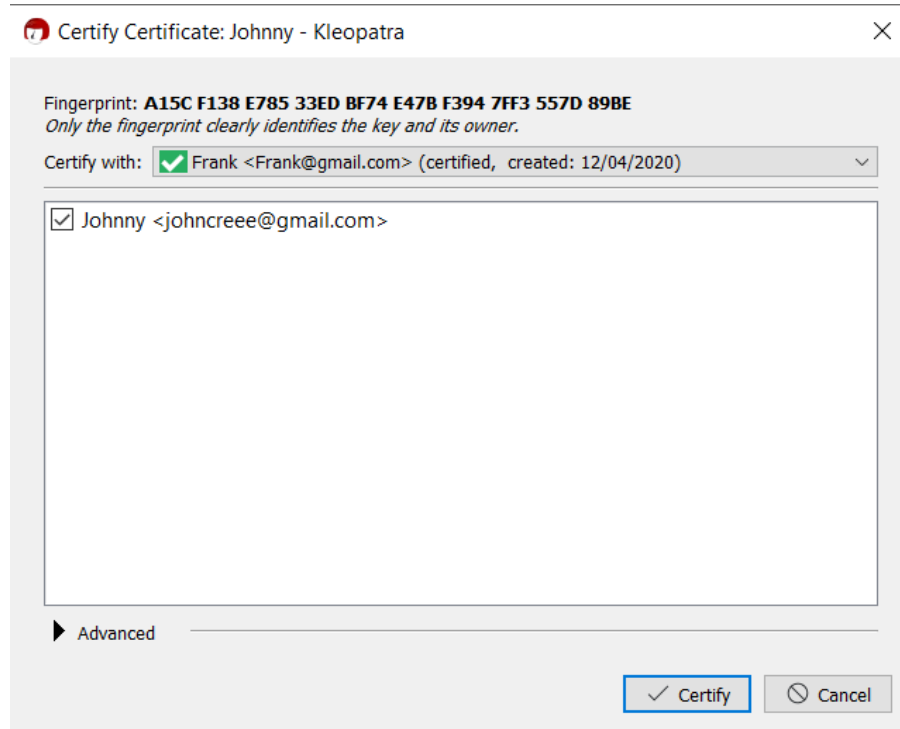 Certify Certificate: Johnny - Kleopatra
Fingerprint: A15C F138 E785 33ED BF74 E47B F394 7FF3 557D 89BE
Only the fingerprint clearly identifies the key and its owner.
Certify with: Frank <Frank@gmail.com> (certified, created: 12/04/2020)
Johnny <johncreee@gmail.com>
Advanced
Certify Cancel